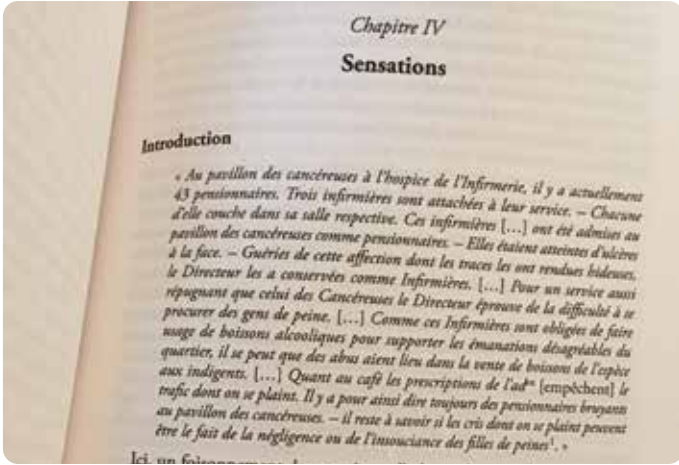 Chapitre IV
Sensations
Introduction
« Au pavillon des cancéreuses à l'hospice de l'Infirmerie, il y a actuellement
43 pensionnaires. Trois infirmières sont attachées à leur service. – Chacune
d'elle couche dans sa salle respective. Ces infirmières […] ont été admises au
pavillon des cancéreuses comme pensionnaires. – Elles étaient atteintes d'ulcères
à la face. – Guéries de cette affection dont les traces les ont rendues hideuses,
le Directeur les a conservées comme Infirmières. […] Pour un service aussi
répugnant que celui des Cancéreuses le Directeur éprouve de la difficulté à se
procurer des gens de peine. […] Comme ces Infirmières sont obligées de faire
usage de boissons alcooliques pour supporter les émanations désagréables du
quartier, il se peut que des abus aient lieu dans la vente de boissons de l'espèce
aux indigents. […] Quant au café les prescriptions de l'ad<sup>on</sup> [empêchent] le
trafic dont on se plaint. Il y a pour ainsi dire toujours des pensionnaires bruyants
au pavillon des cancéreuses. – il reste à savoir si les cris dont on se plaint peuvent
être le fait de la négligence ou de l'insouciance des filles de peines¹. »
Ici, un foisonnement